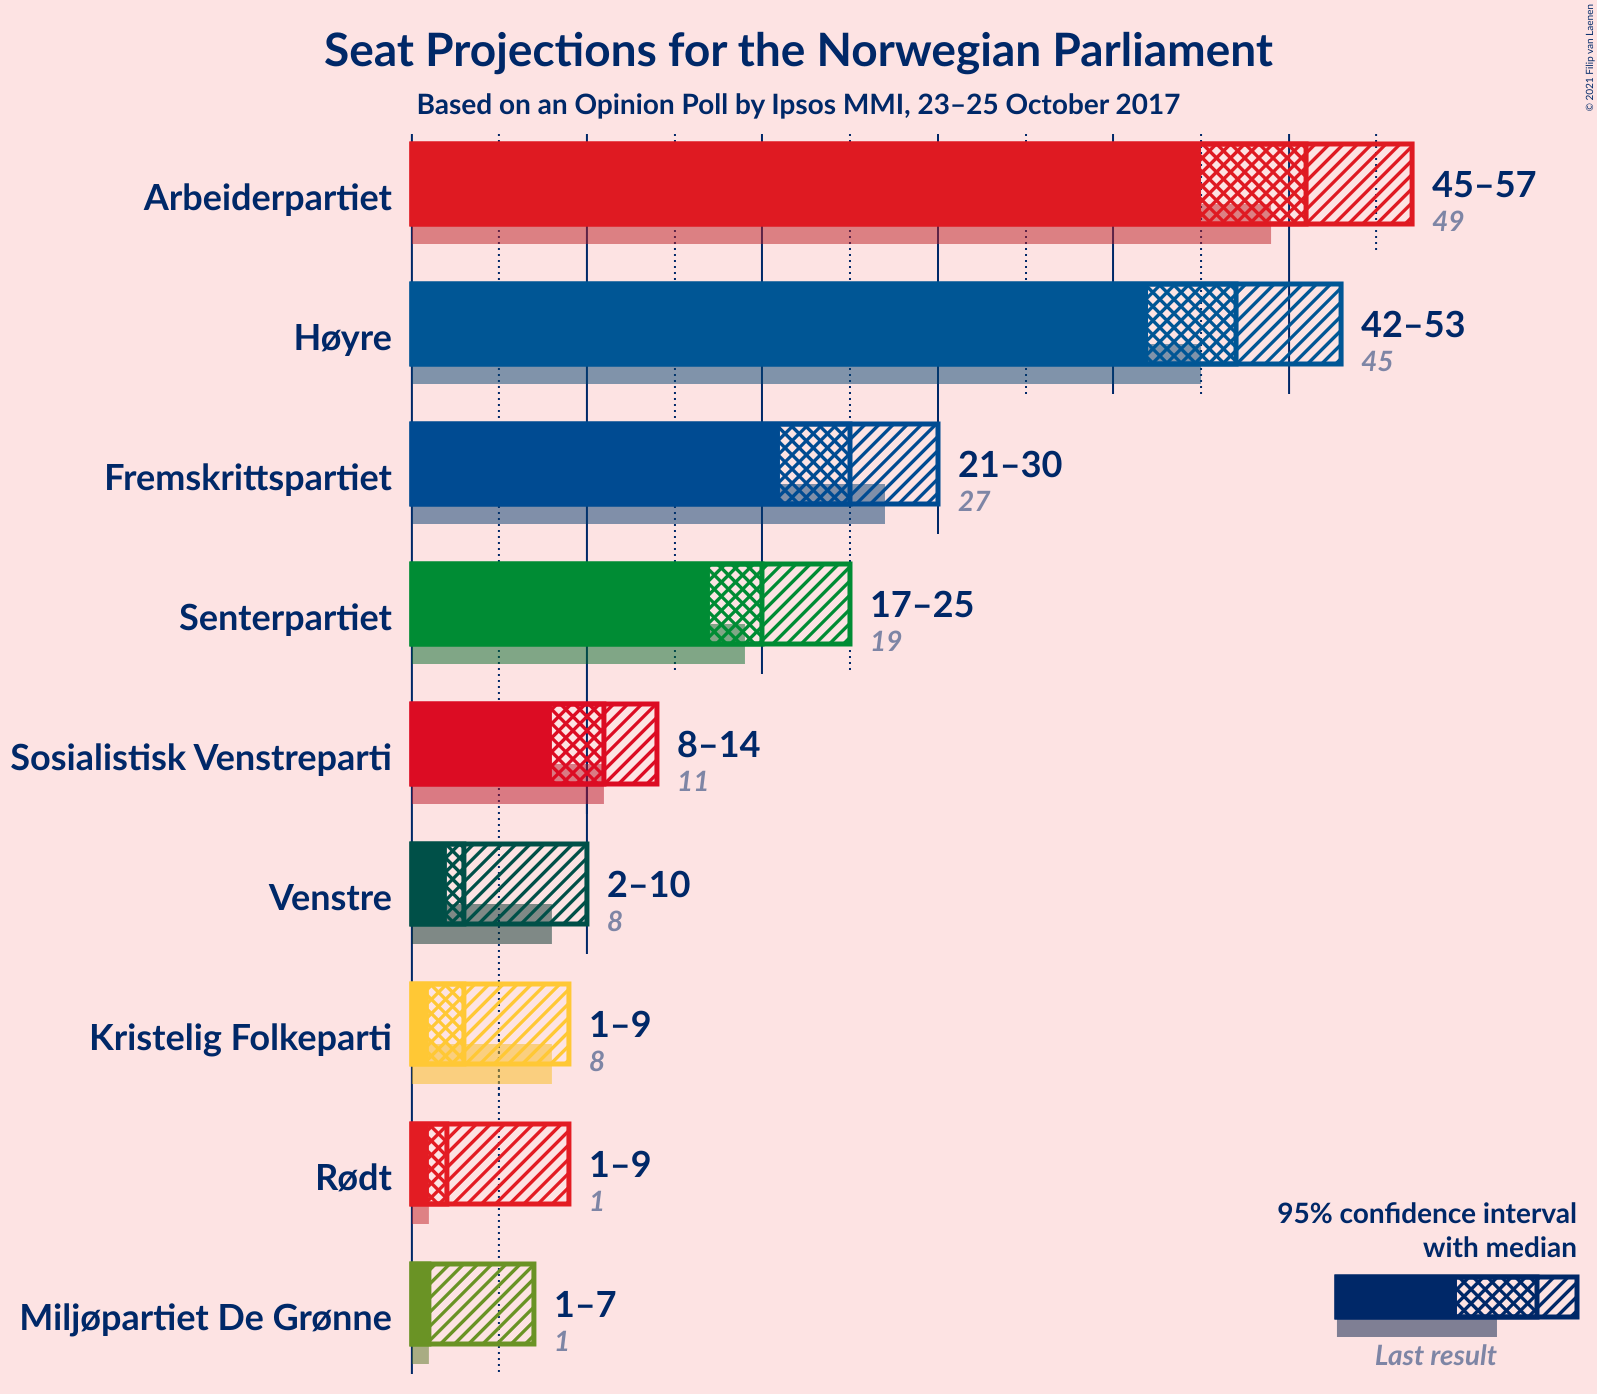 Seat Projections for the Norwegian Parliament
Based on an Opinion Poll by Ipsos MMI, 23–25 October 2017
© 2021 Filip van Laenen
Arbeiderpartiet
45–57
49
Høyre
42–53
45
Fremskrittspartiet
21–30
27
Senterpartiet
17–25
19
Sosialistisk Venstreparti
8–14
11
Venstre
2–10
8
Kristelig Folkeparti
1–9
8
Rødt
1–9
1
Miljøpartiet De Grønne
1–7
1
95% confidence interval
with median
Last result